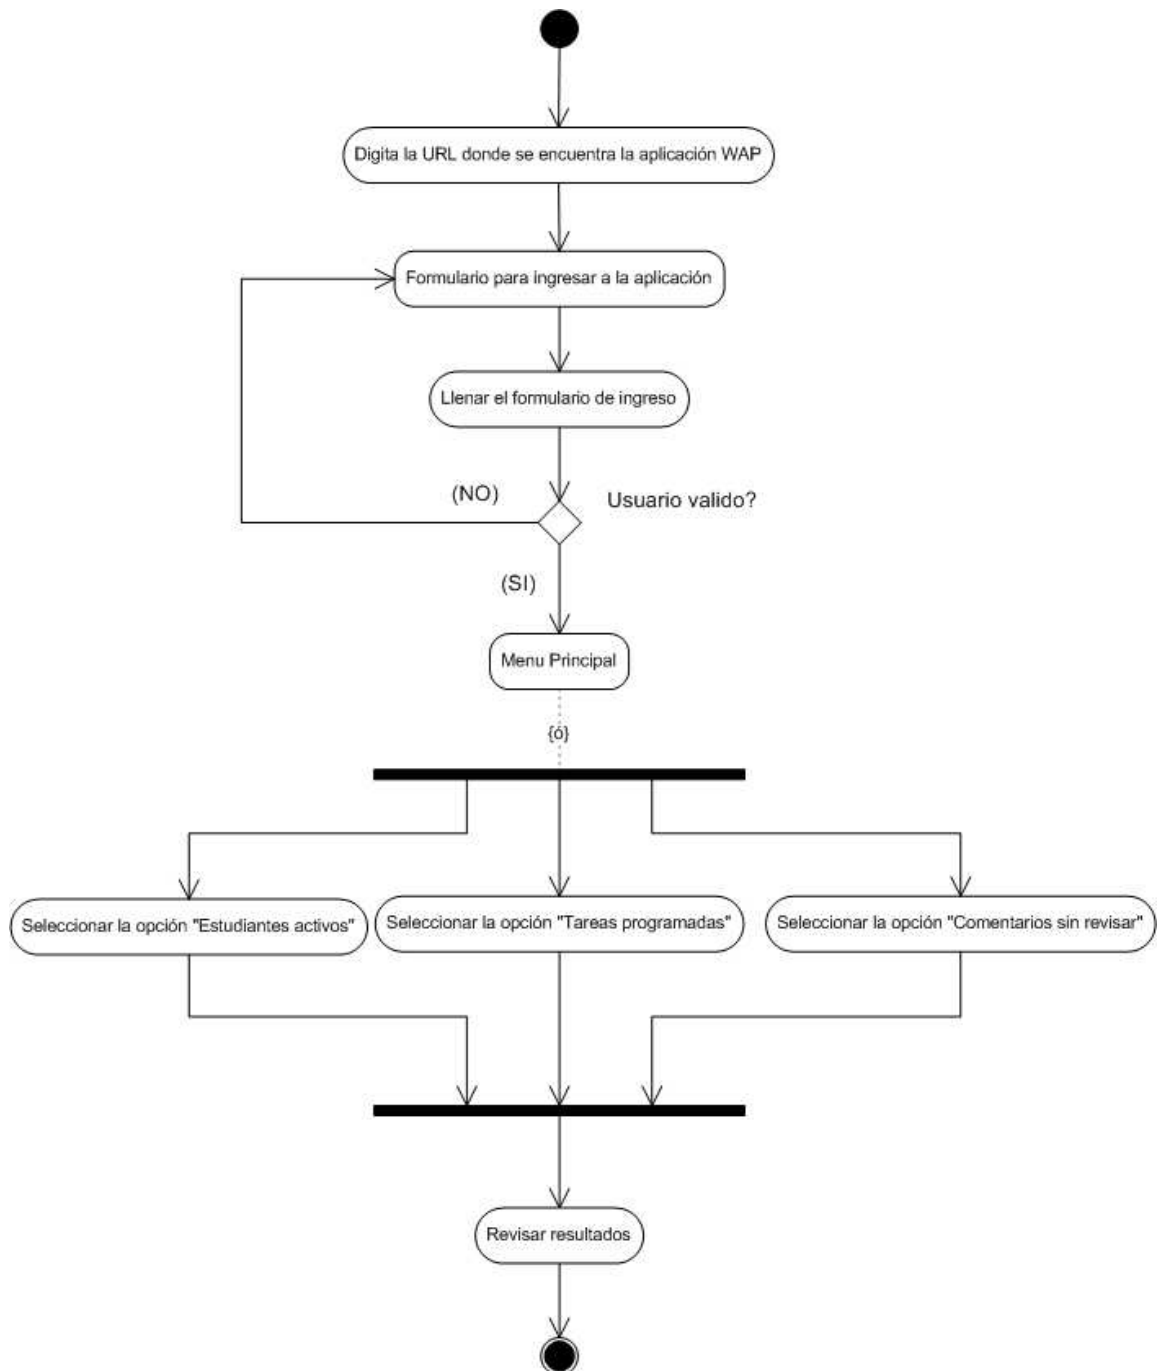 Digita la URL donde se encuentra la aplicación WAP
Formulario para ingresar a la aplicación
Llenar el formulario de ingreso
(NO)
Usuario valido?
(SI)
Menu Principal
{ó}
Seleccionar la opción "Estudiantes activos"
Seleccionar la opción "Tareas programadas"
Seleccionar la opción "Comentarios sin revisar"
Revisar resultados